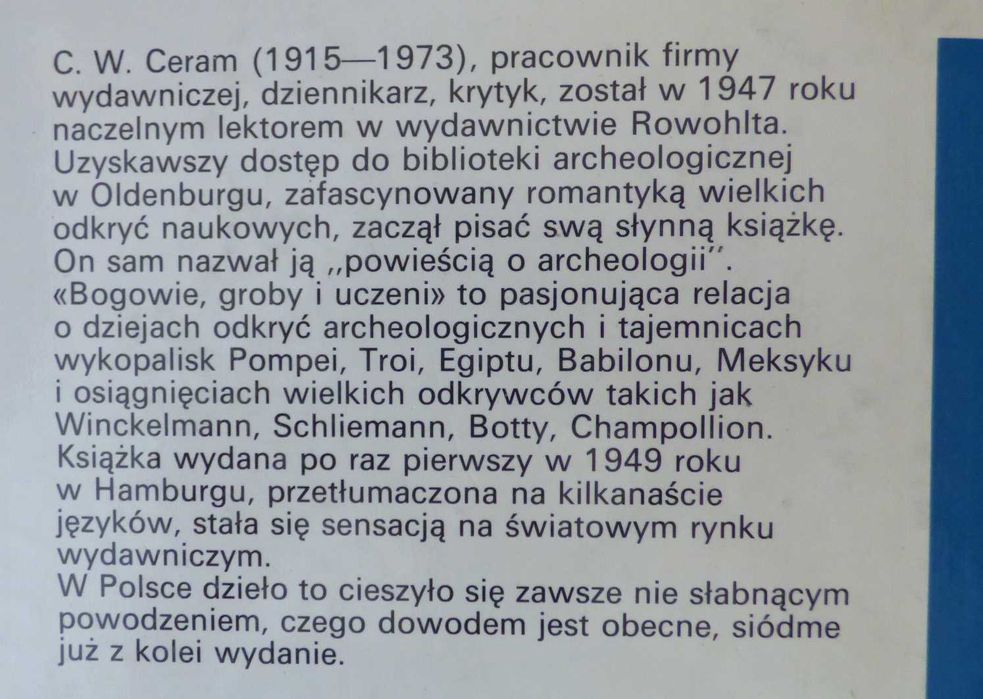 C. W. Ceram (1915—1973), pracownik firmy
wydawniczej, dziennikarz, krytyk, został w 1947 roku
naczelnym lektorem w wydawnictwie Rowohlta.
Uzyskawszy dostęp do biblioteki archeologicznej
w Oldenburgu, zafascynowany romantyką wielkich
odkryć naukowych, zaczął pisać swą słynną książkę.
On sam nazwał ją „powieścią o archeologii”.
«Bogowie, groby i uczeni» to pasjonująca relacja
o dziejach odkryć archeologicznych i tajemnicach
wykopalisk Pompei, Troi, Egiptu, Babilonu, Meksyku
i osiągnięciach wielkich odkrywców takich jak
Winckelmann, Schliemann, Botty, Champollion.
Książka wydana po raz pierwszy w 1949 roku
w Hamburgu, przetłumaczona na kilkanaście
języków, stała się sensacją na światowym rynku
wydawniczym.
W Polsce dzieło to cieszyło się zawsze nie słabnącym
powodzeniem, czego dowodem jest obecne, siódme
już z kolei wydanie.